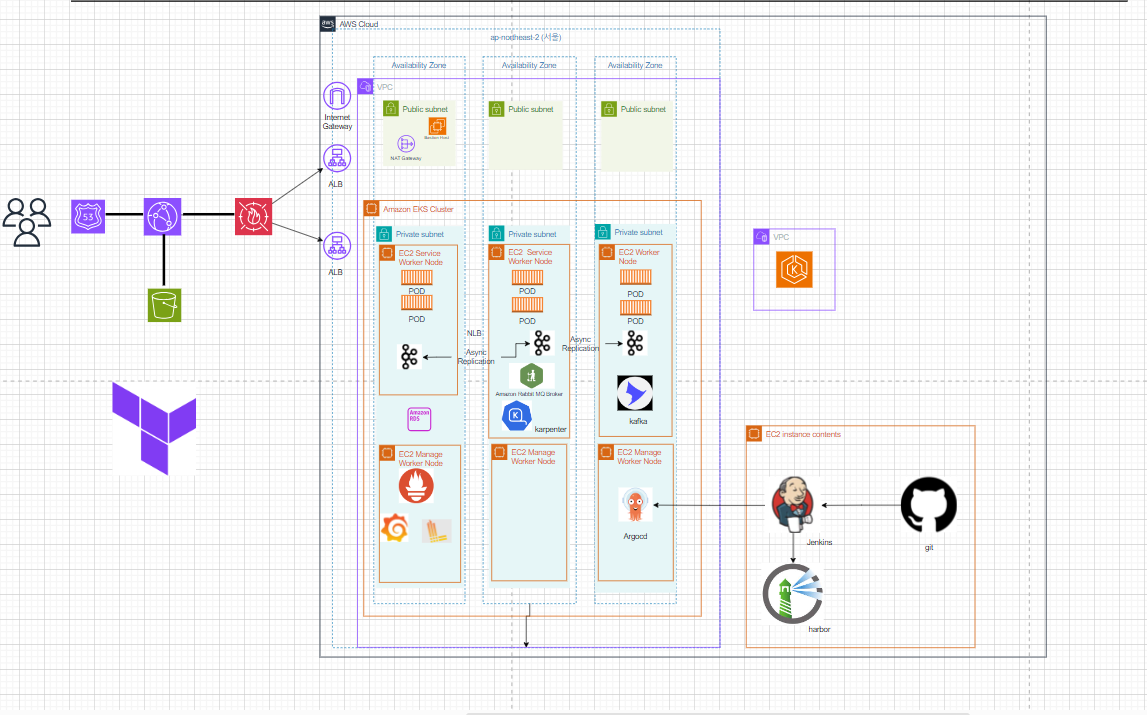 aws
AWS Cloud
ap-northeast-2 (서울)
Availability Zone
Availability Zone
Availability Zone
VPC
Internet
Gateway
Public subnet
Bastion Host
NAT Gateway
Public subnet
Public subnet
ALB
53
Amazon EKS Cluster
ALB
Private subnet
Private subnet
Private subnet
EC2 Service
Worker Node
POD
POD
EC2 Service
Worker Node
POD
POD
EC2 Worker
Node
POD
POD
VPC
K
NLB
Async
Replication
Async
Replication
Amazon Rabbit MQ Broker
K
karpenter
kafka
Amazon
RDS
EC2 Manage
Worker Node
EC2 Manage
Worker Node
EC2 Manage
Worker Node
Argocd
EC2 instance contents
Jenkins
git
harbor